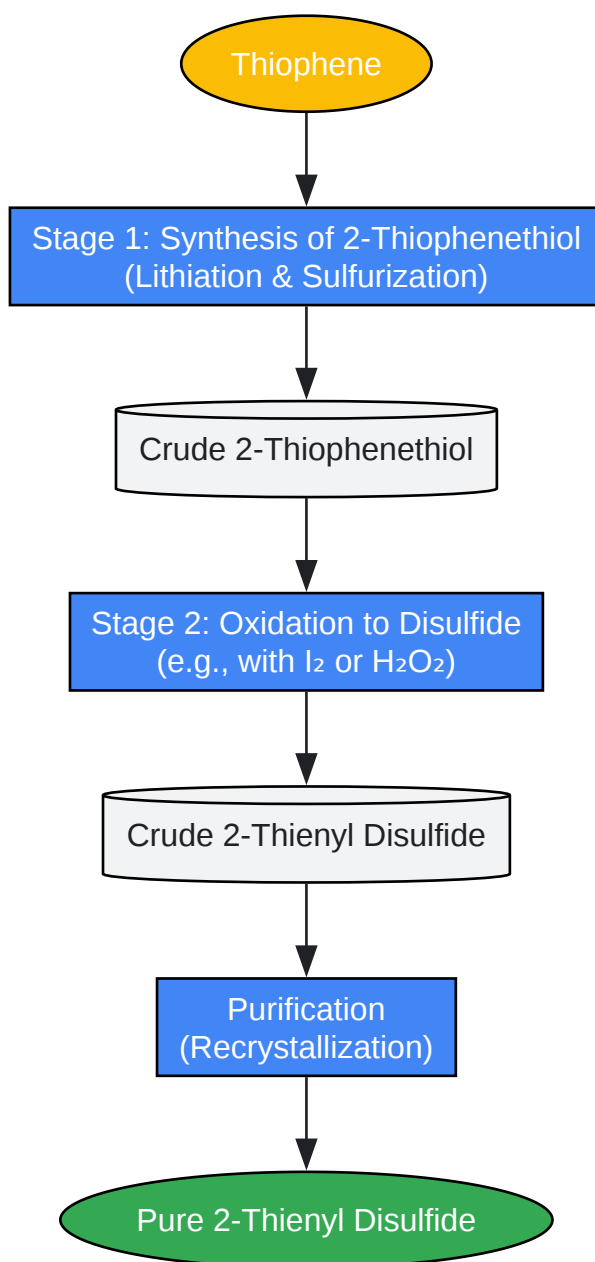 Thiophene
Stage 1: Synthesis of 2-Thiophenethiol
(Lithiation & Sulfurization)
Crude 2-Thiophenethiol
Stage 2: Oxidation to Disulfide
(e.g., with I₂ or H₂O₂)
Crude 2-Thienyl Disulfide
Purification
(Recrystallization)
Pure 2-Thienyl Disulfide